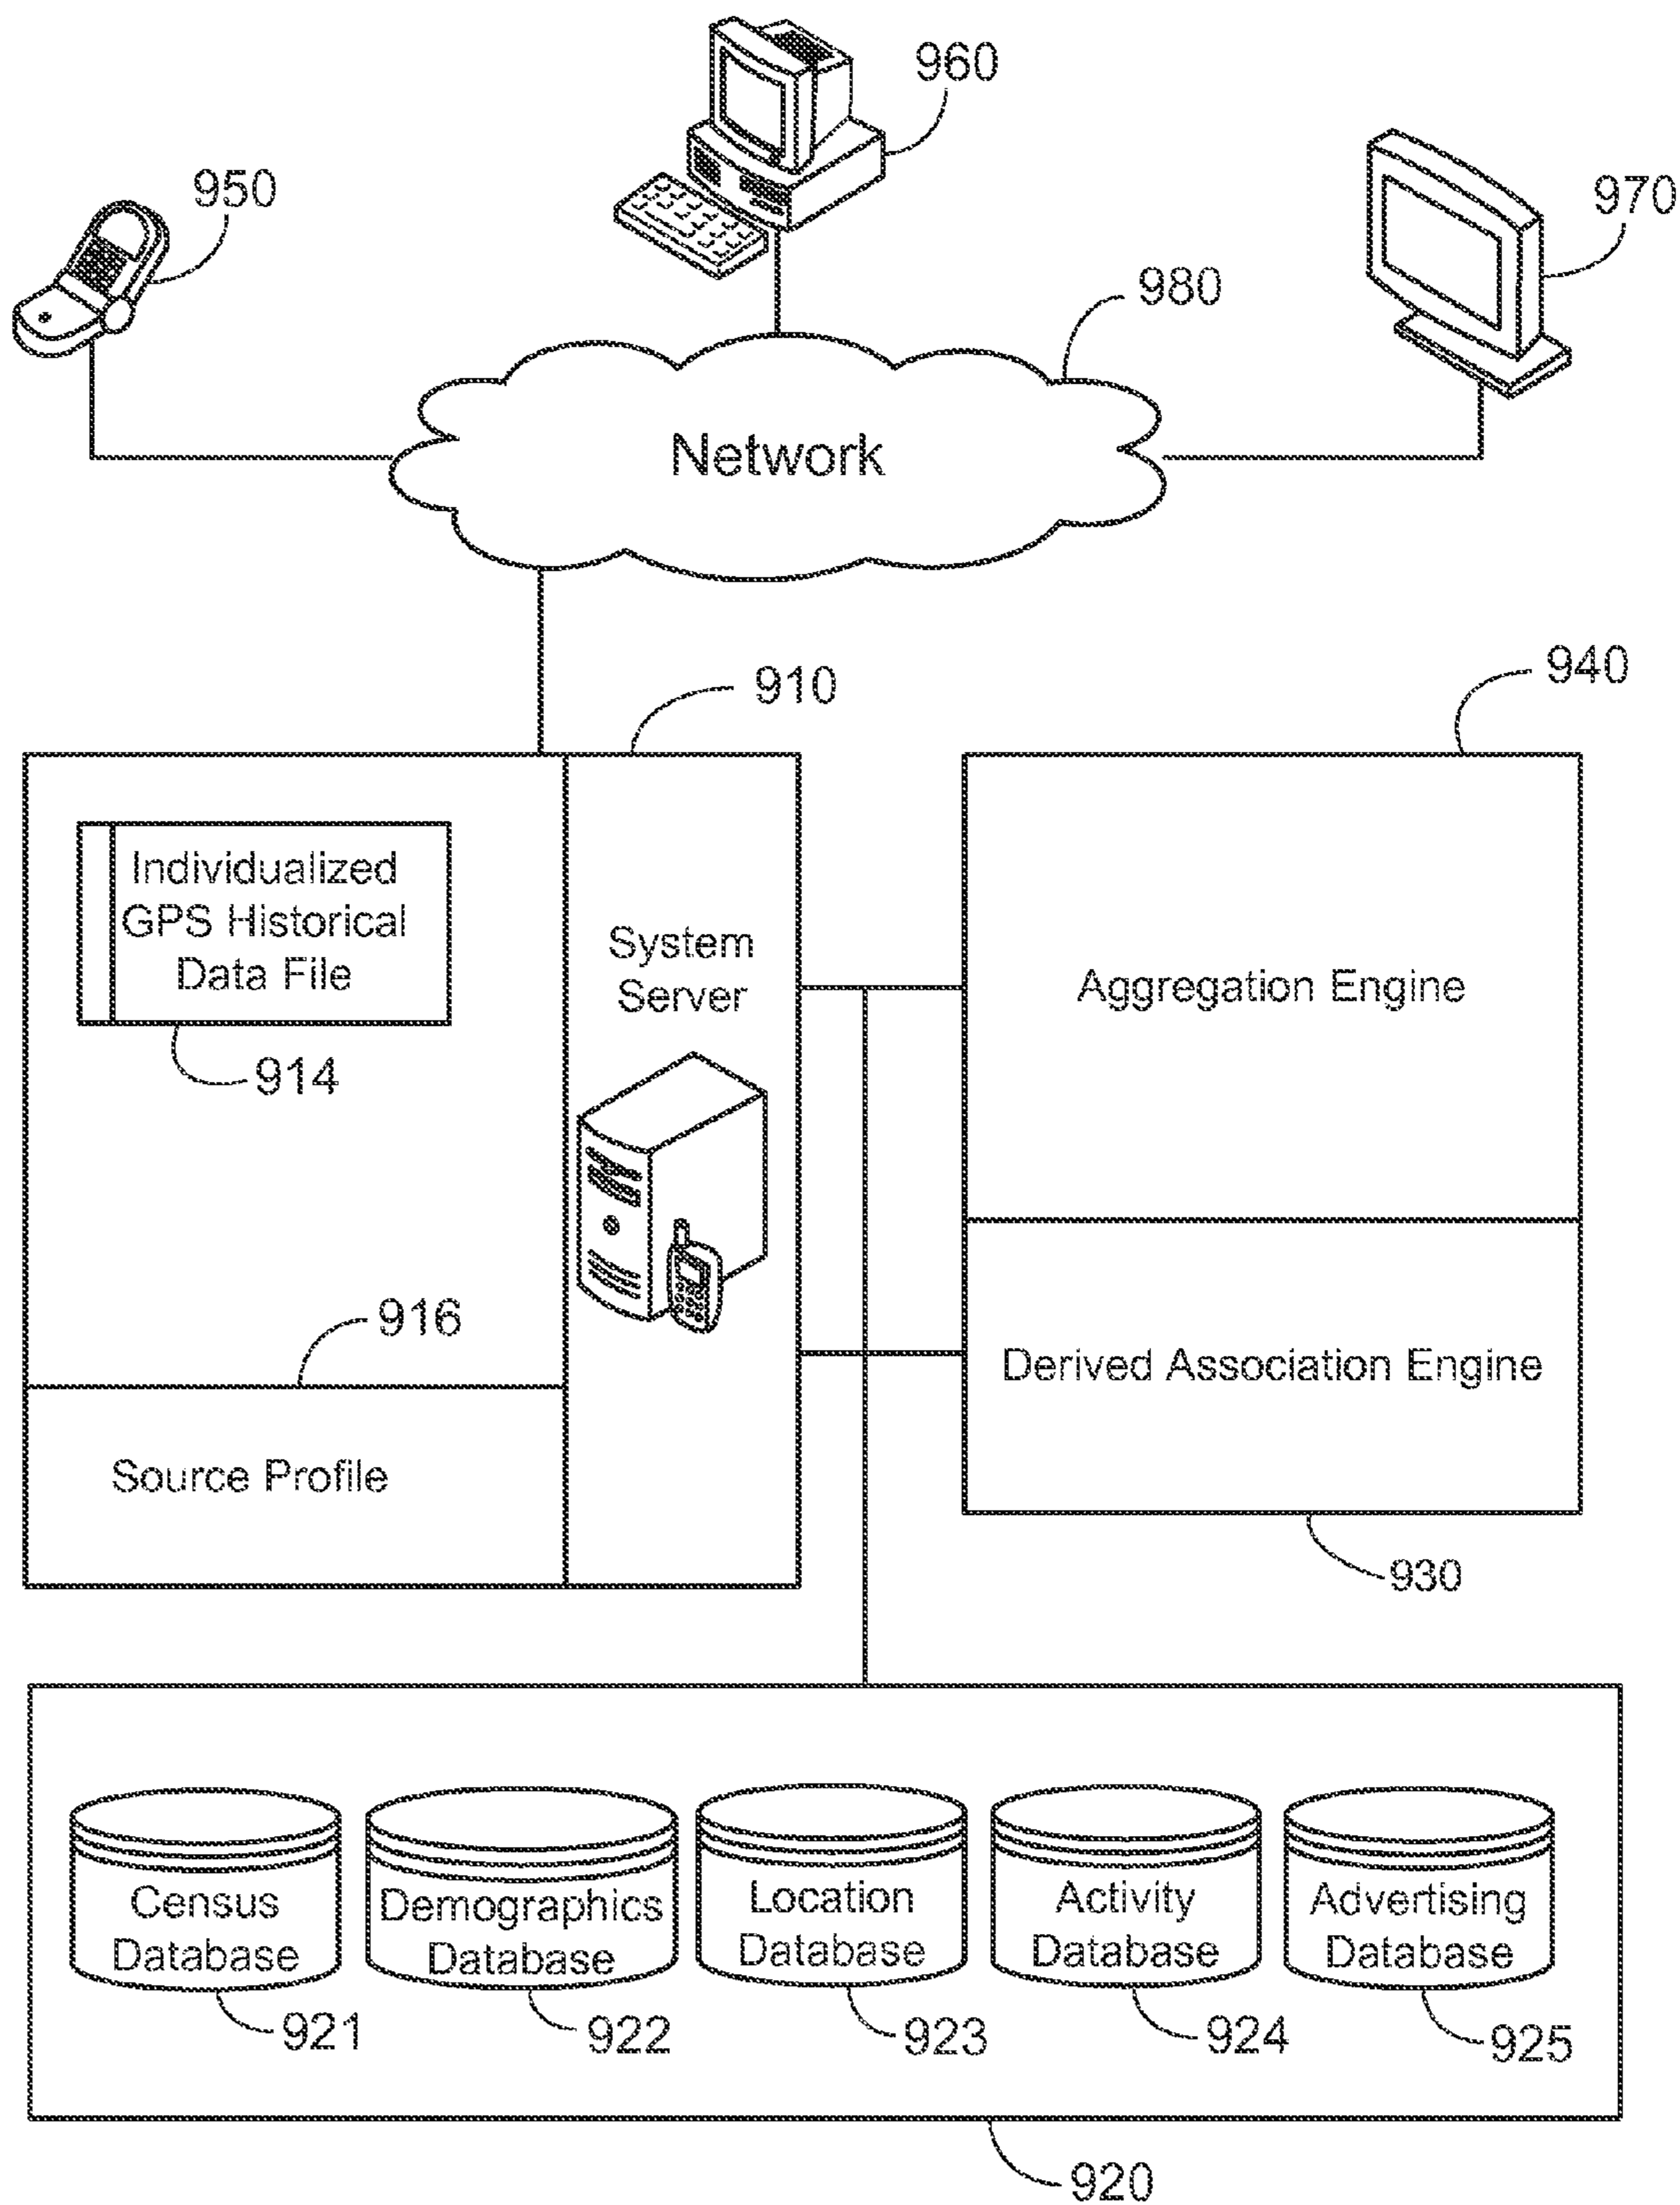 960
950
970
980
Network
910
940
Individualized
GPS Historical
Data File
914
System
Server
Aggregation Engine
916
Source Profile
Derived Association Engine
930
Census
Database
921
Demographics
Database
922
Location
Database
923
Activity
Database
924
Advertising
Database
925
920